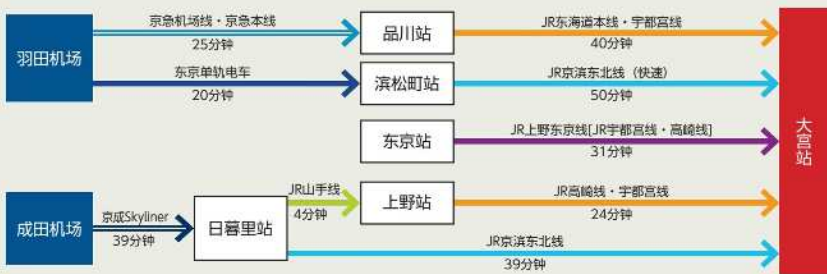 京急机场线・京急本线
25分钟
品川站
JR东海道本线・宇都宫线
40分钟
羽田机场
东京单轨电车
20分钟
滨松町站
JR京滨东北线（快速）
50分钟
东京站
JR上野东京线[JR宇都宫线・高崎线]
31分钟
大宫站
成田机场
京成Skyliner
39分钟
日暮里站
JR山手线
4分钟
上野站
JR高崎线・宇都宫线
24分钟
JR京滨东北线
39分钟